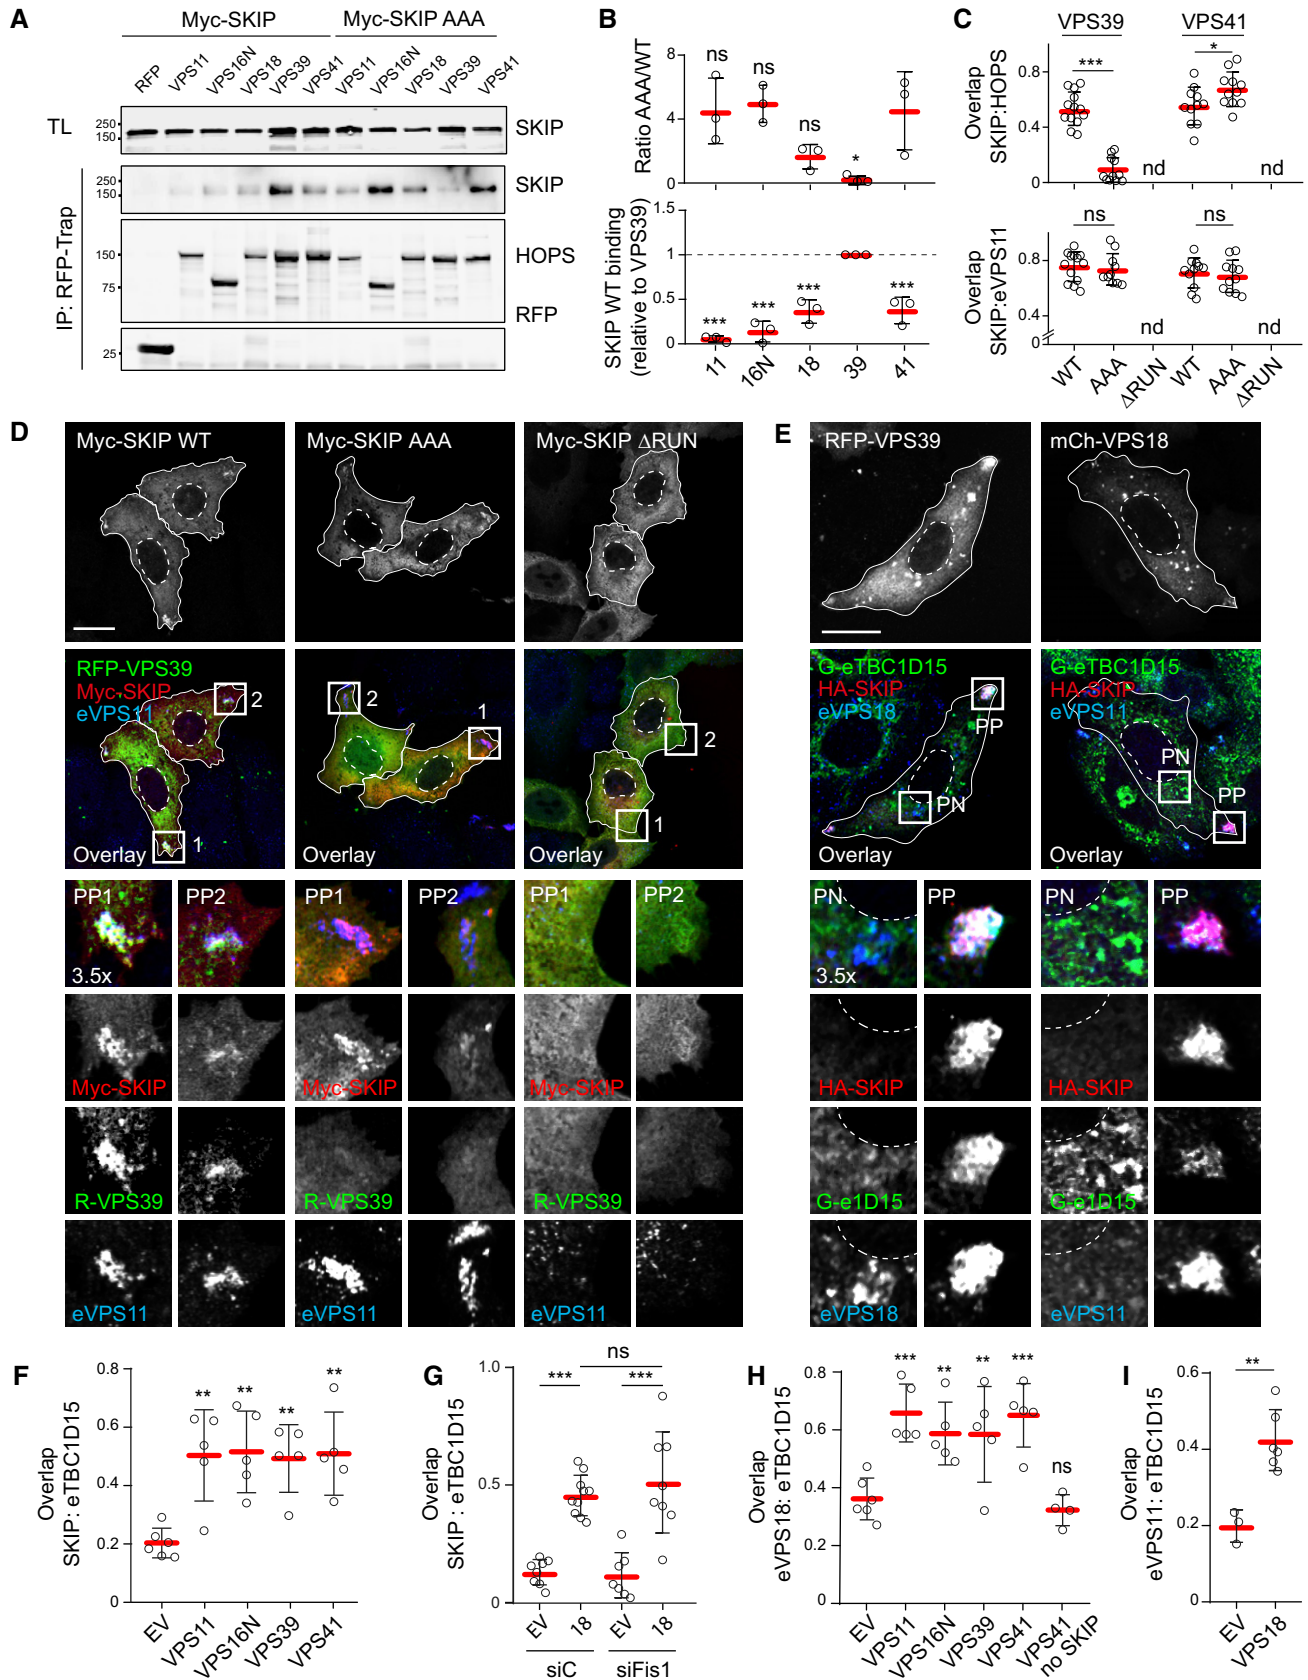 A
Myc-SKIP
Myc-SKIP AAA
RFP
VPS11
VPS16N
VPS18
VPS39
VPS41
VPS11
VPS16N
VPS18
VPS39
VPS41
TL
250
150
SKIP
IP: RFP-Trap
250
150
SKIP
150
HOPS
75
RFP
25
B
Ratio AAA/WT
8
4
0
ns
ns
ns
*
SKIP WT binding
(relative to VPS39)
1.5
1
0.5
0
***
***
***
***
11
16N
18
39
41
C
VPS39
VPS41
Overlap
SKIP:HOPS
0.8
0.4
0
***
nd
*
nd
Overlap
SKIP:eVPS11
0.8
0.4
0
ns
nd
ns
nd
WT
AAA
ΔRUN
WT
AAA
ΔRUN
D
Myc-SKIP WT
Myc-SKIP AAA
Myc-SKIP ΔRUN
RFP-VPS39
Myc-SKIP
eVPS11
2
1
Overlay
2
1
Overlay
2
1
Overlay
PP1
3.5x
PP2
PP1
PP2
PP1
PP2
Myc-SKIP
Myc-SKIP
Myc-SKIP
R-VPS39
R-VPS39
R-VPS39
eVPS11
eVPS11
eVPS11
E
RFP-VPS39
mCh-VPS18
G-eTBC1D15
HA-SKIP
eVPS18
PP
PN
Overlay
G-eTBC1D15
HA-SKIP
eVPS11
PN
PP
Overlay
PN
3.5x
PP
PN
PP
HA-SKIP
HA-SKIP
G-e1D15
G-e1D15
eVPS18
eVPS11
F
Overlap
SKIP: eTBC1D15
0.8
0.6
0.4
0.2
0
**
**
**
**
EV
VPS11
VPS16N
VPS39
VPS41
G
Overlap
SKIP : eTBC1D15
1.0
0.5
0
ns
***
***
EV
18
EV
18
siC
siFis1
H
Overlap
eVPS18: eTBC1D15
0.8
0.6
0.4
0.2
0
***
**
**
***
ns
EV
VPS11
VPS16N
VPS39
VPS41
VPS41
no SKIP
I
Overlap
eVPS11: eTBC1D15
0.6
0.4
0.2
0
**
EV
VPS18